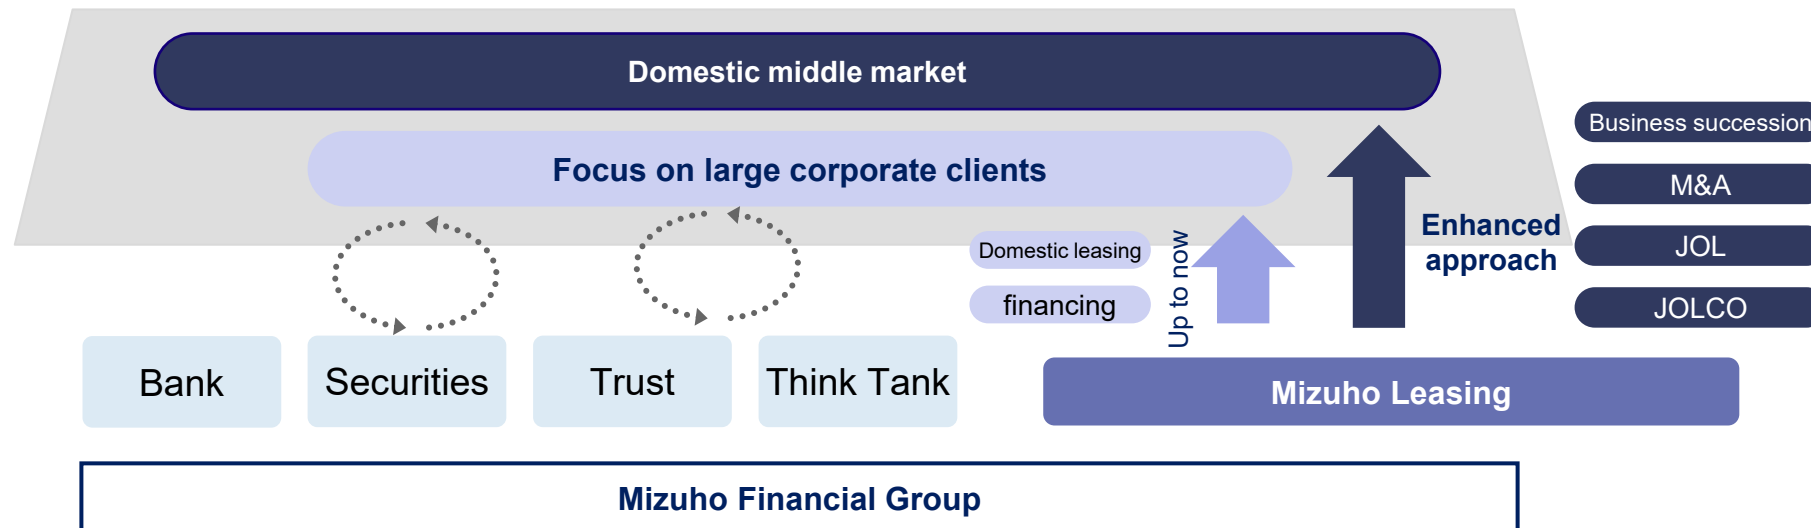 Domestic middle market
Focus on large corporate clients
Business succession
M&A
JOL
JOLCO
Enhanced
approach
Domestic leasing
financing
Up to now
Bank
Securities
Trust
Think Tank
Mizuho Leasing
Mizuho Financial Group